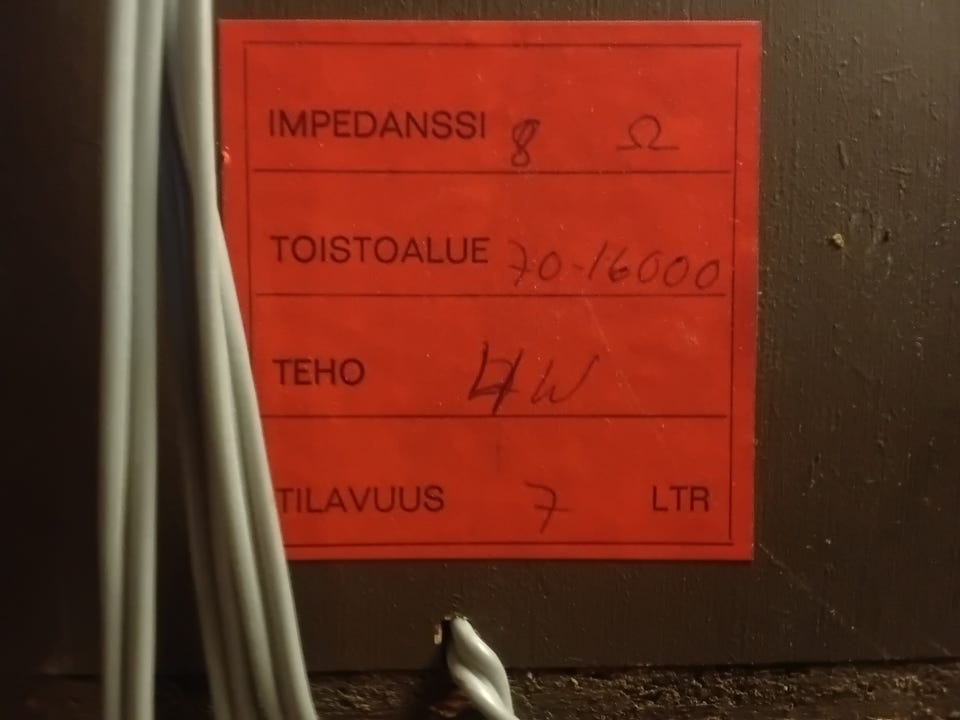 IMPEDANSSI 8 Ω
TOISTOALUE 70-16000
TEHO 4W
TILAVUUS 7 LTR